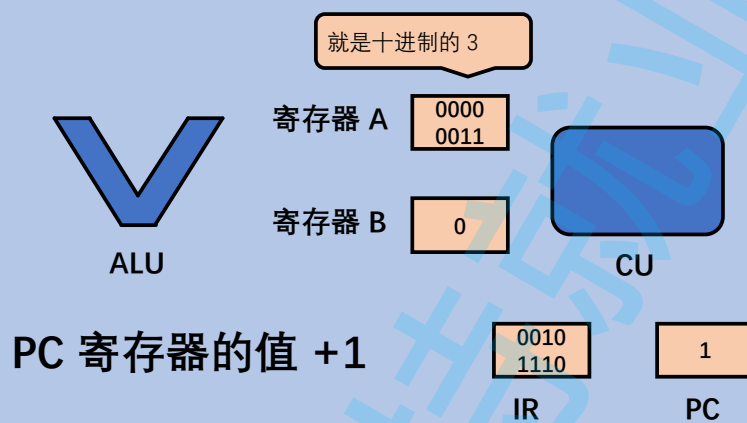 就是十进制的 3
寄存器 A
0000
0011
寄存器 B
0
ALU
CU
PC 寄存器的值 +1
0010
1110
1
IR
PC